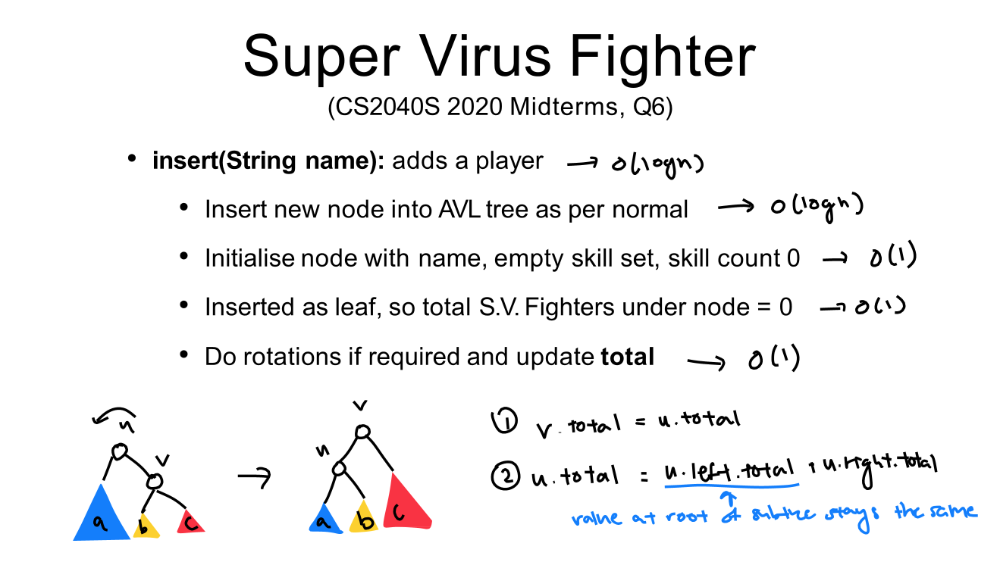 Super Virus Fighter
(CS2040S 2020 Midterms, Q6)
• insert(String name): adds a player → O(logn)
• Insert new node into AVL tree as per normal → O(logn)
• Initialise node with name, empty skill set, skill count 0 → O(1)
• Inserted as leaf, so total S.V. Fighters under node = 0 → O(1)
• Do rotations if required and update total → O(1)
u
v
a
b
c
→
v
u
a
b
c
① v.total = u.total
② u.total = u.left.total + u.right.total
value at root of subtree stays the same